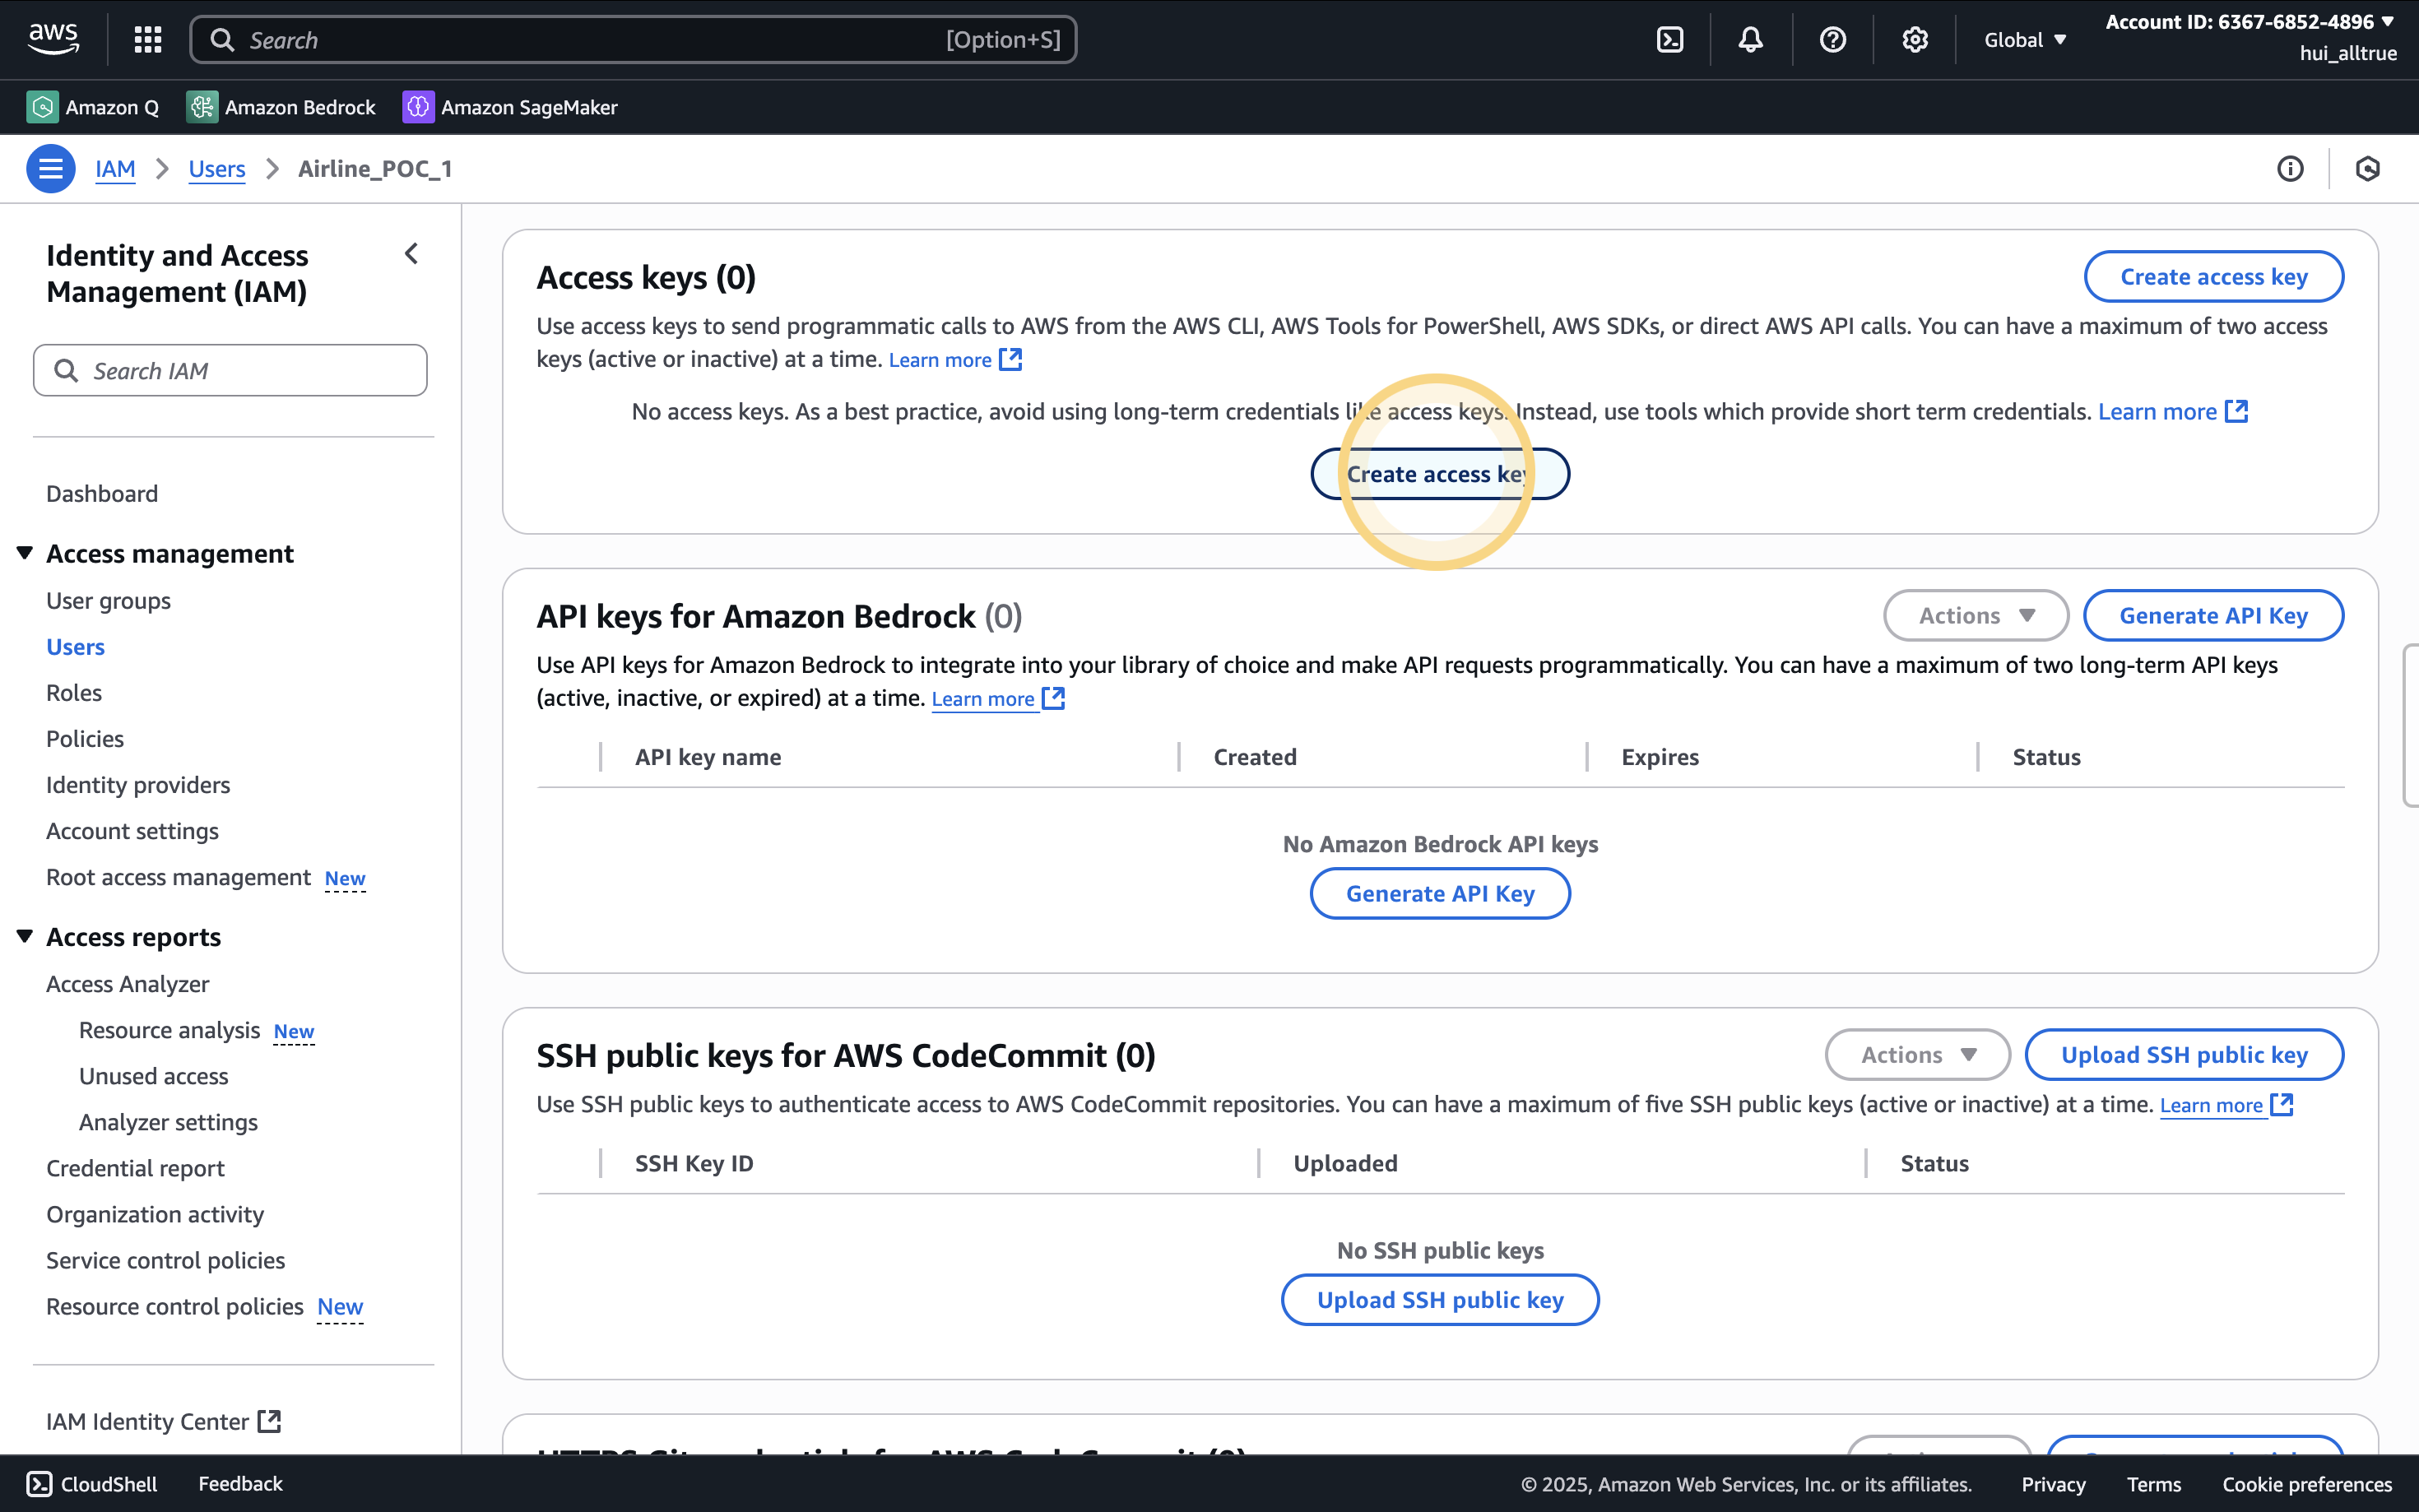 aws
Search
[Option+S]
Global
Account ID: 6367-6852-4896
hui_alltrue
Amazon Q
Amazon Bedrock
Amazon SageMaker
IAM
Users
Airline_POC_1
Identity and Access
Management (IAM)
Search IAM
Dashboard
Access management
User groups
Users
Roles
Policies
Identity providers
Account settings
Root access management New
Access reports
Access Analyzer
Resource analysis New
Unused access
Analyzer settings
Credential report
Organization activity
Service control policies
Resource control policies New
IAM Identity Center
Access keys (0)
Create access key
Use access keys to send programmatic calls to AWS from the AWS CLI, AWS Tools for PowerShell, AWS SDKs, or direct AWS API calls. You can have a maximum of two access
keys (active or inactive) at a time. Learn more
No access keys. As a best practice, avoid using long-term credentials like access keys. Instead, use tools which provide short term credentials. Learn more
Create access key
API keys for Amazon Bedrock (0)
Actions
Generate API Key
Use API keys for Amazon Bedrock to integrate into your library of choice and make API requests programmatically. You can have a maximum of two long-term API keys
(active, inactive, or expired) at a time. Learn more
API key name
Created
Expires
Status
No Amazon Bedrock API keys
Generate API Key
SSH public keys for AWS CodeCommit (0)
Actions
Upload SSH public key
Use SSH public keys to authenticate access to AWS CodeCommit repositories. You can have a maximum of five SSH public keys (active or inactive) at a time. Learn more
SSH Key ID
Uploaded
Status
No SSH public keys
Upload SSH public key
HTTPS Git credentials for AWS CodeCommit (0)
CloudShell
Feedback
© 2025, Amazon Web Services, Inc. or its affiliates.
Privacy
Terms
Cookie preferences